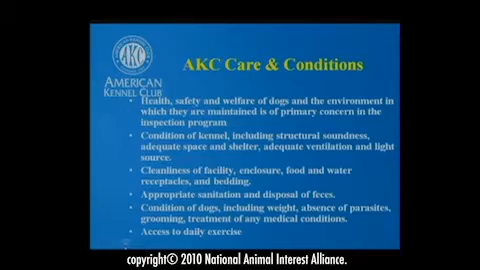 AKC Care & Conditions
AMERICAN
KENNEL CLUB
• Health, safety and welfare of dogs and the environment in
which they are maintained is of primary concern in the
inspection program
• Condition of kennel, including structural soundness,
adequate space and shelter, adequate ventilation and light
source.
• Cleanliness of facility, enclosure, food and water
receptacles, and bedding.
• Appropriate sanitation and disposal of feces.
• Condition of dogs, including weight, absence of parasites,
grooming, treatment of any medical conditions.
• Access to daily exercise
copyright© 2010 National Animal Interest Alliance.